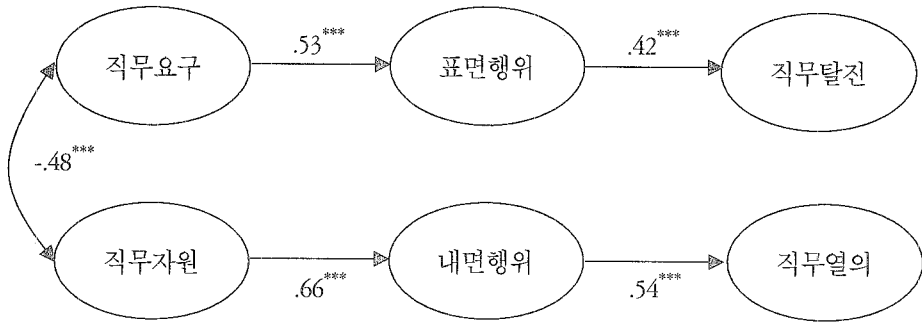 직무요구
.53***
표면행위
.42***
직무탈진
-.48***
직무자원
.66***
내면행위
.54***
직무열의